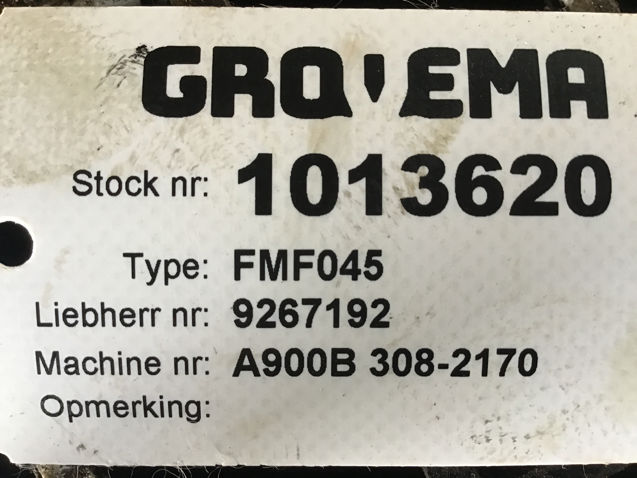 GROVEMA
Stock nr: 1013620
Type: FMF045
Liebherr nr: 9267192
Machine nr: A900B 308-2170
Opmerking: